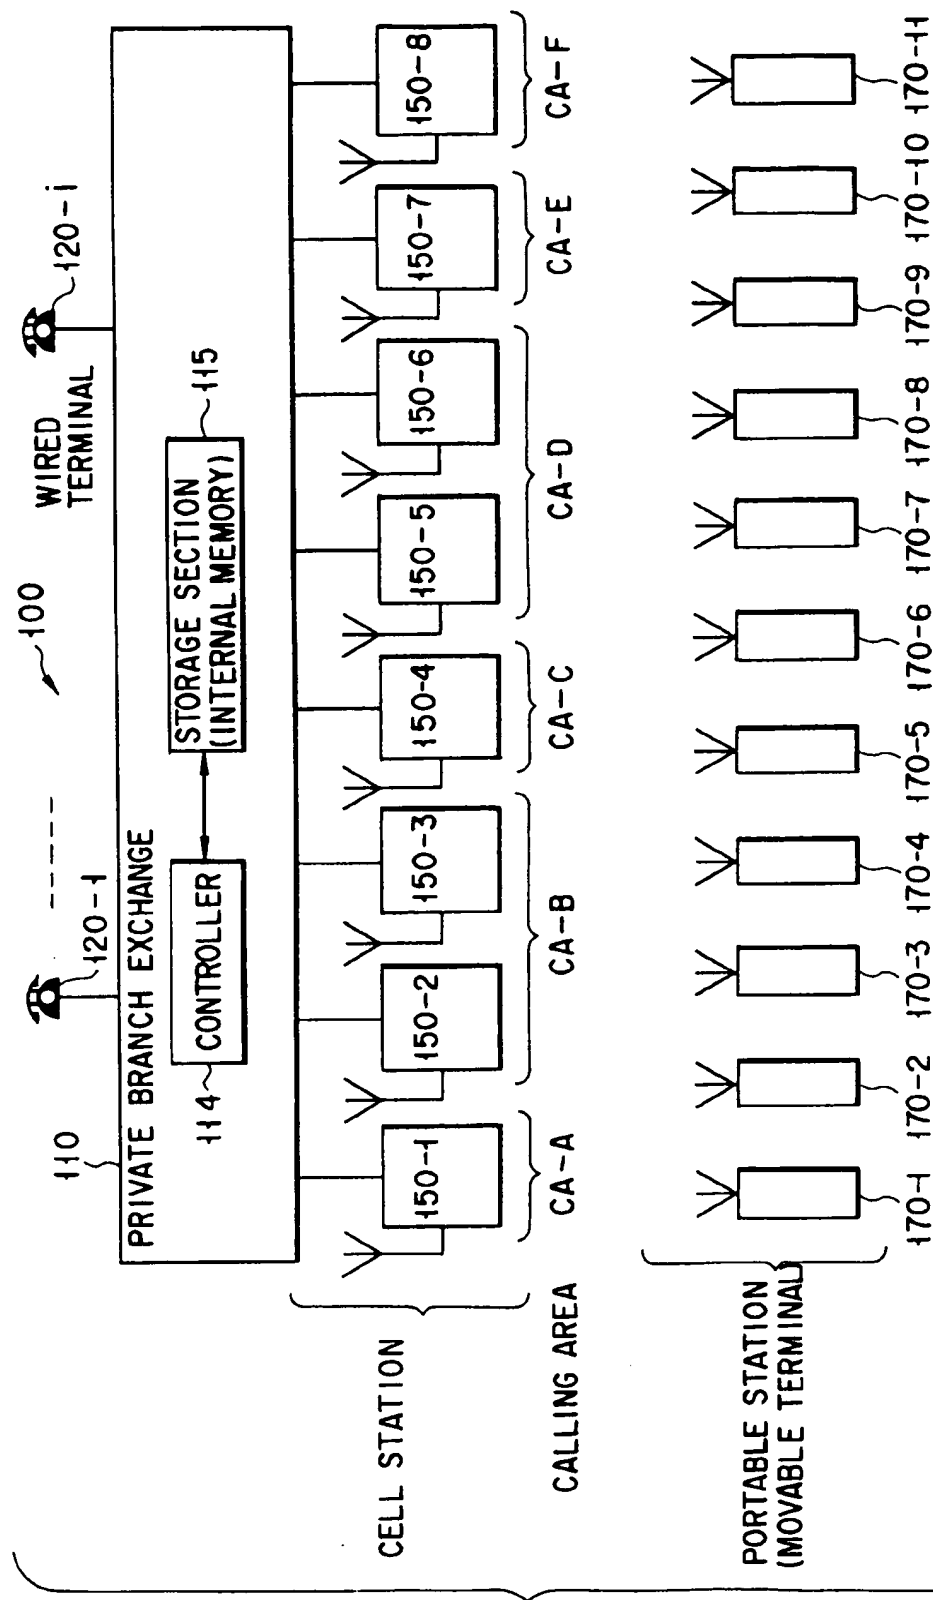 100
120-1
WIRED
TERMINAL
120-i
110
PRIVATE BRANCH EXCHANGE
114
CONTROLLER
STORAGE SECTION
(INTERNAL MEMORY)
115
CELL STATION
150-1
150-2
150-3
150-4
150-5
150-6
150-7
150-8
CALLING AREA
CA-A
CA-B
CA-C
CA-D
CA-E
CA-F
PORTABLE STATION
(MOVABLE TERMINAL)
170-1
170-2
170-3
170-4
170-5
170-6
170-7
170-8
170-9
170-10
170-11